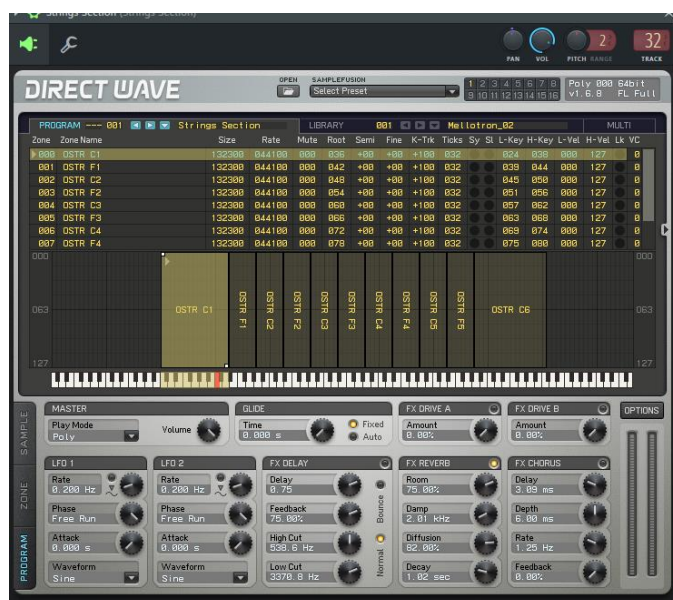 Strings Section (Strings Section)
PAN VOL PITCH RANGE 2 32 TRACK
DIRECT WAVE
OPEN SAMPLEFUSION
Select Preset
1 2 3 4 5 6 7 8
9 10 11 12 13 14 15 16
Poly 000 64bit
v1.6.8 FL Full
PROGRAM --- 001 Strings Section LIBRARY 001 Mellotron_02 MULTI
Zone Zone Name Size Rate Mute Root Semi Fine K-Trk Ticks Sy Sl L-Key H-Key L-Vel H-Vel Lk VC
000 OSTR C1 132300 044100 000 036 +00 +00 +100 032 024 038 000 127 0
001 OSTR F1 132300 044100 000 042 +00 +00 +100 032 039 044 000 127 0
002 OSTR C2 132300 044100 000 048 +00 +00 +100 032 045 050 000 127 0
003 OSTR F2 132300 044100 000 054 +00 +00 +100 032 051 056 000 127 0
004 OSTR C3 132300 044100 000 060 +00 +00 +100 032 057 062 000 127 0
005 OSTR F3 132300 044100 000 066 +00 +00 +100 032 063 068 000 127 0
006 OSTR C4 132300 044100 000 072 +00 +00 +100 032 069 074 000 127 0
007 OSTR F4 132300 044100 000 078 +00 +00 +100 032 075 080 000 127 0
000 000
063 OSTR C1 OSTR F1 OSTR C2 OSTR F2 OSTR C3 OSTR F3 OSTR C4 OSTR F4 OSTR C5 OSTR F5 OSTR C6 063
127 127
SAMPLE
ZONE
PROGRAM
MASTER
Play Mode
Poly
Volume
GLIDE
Time
0.000 s
Fixed
Auto
FX DRIVE A
Amount
0.00%
FX DRIVE B
Amount
0.00%
OPTIONS
LFO 1
Rate
0.200 Hz
Phase
Free Run
Attack
0.000 s
Waveform
Sine
LFO 2
Rate
0.200 Hz
Phase
Free Run
Attack
0.000 s
Waveform
Sine
FX DELAY
Delay
0.75
Feedback
75.00%
High Cut
538.6 Hz
Low Cut
3370.8 Hz
Bounce
Normal
FX REVERB
Room
75.00%
Damp
2.01 kHz
Diffusion
82.00%
Decay
1.02 sec
FX CHORUS
Delay
3.09 ms
Depth
6.00 ms
Rate
1.25 Hz
Feedback
0.00%